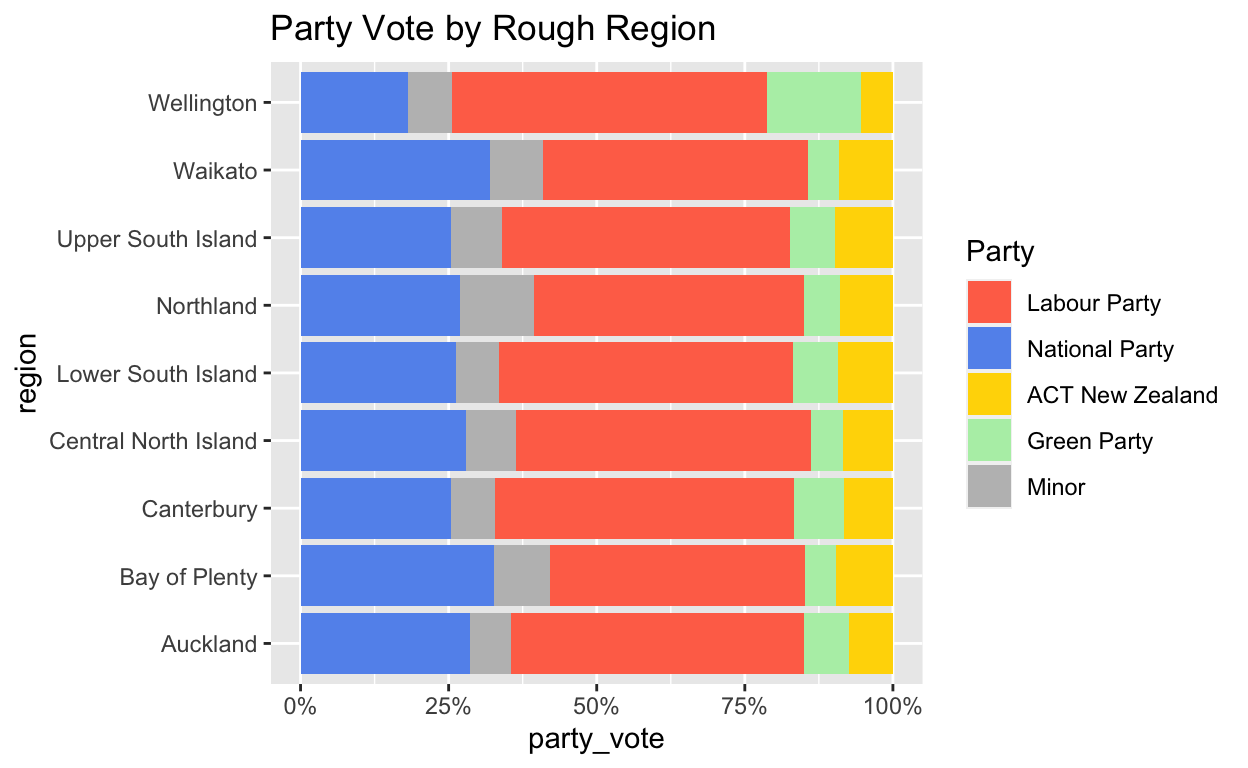 Party Vote by Rough Region
Wellington
Waikato
Upper South Island
Northland
Lower South Island
Central North Island
Canterbury
Bay of Plenty
Auckland
region
0% 25% 50% 75% 100%
party_vote
Party
Labour Party
National Party
ACT New Zealand
Green Party
Minor